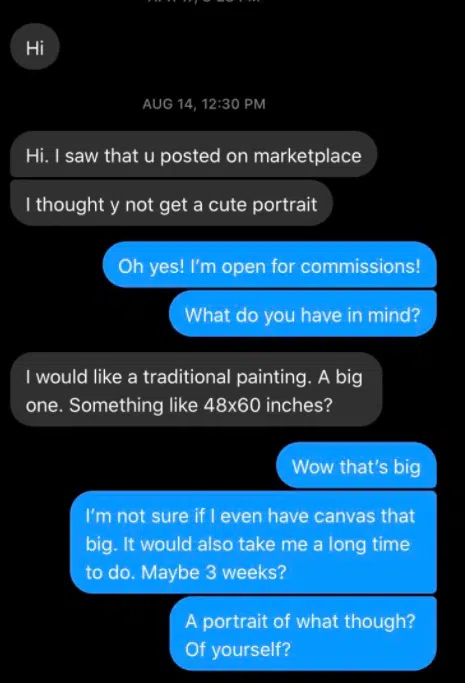 Hi
AUG 14, 12:30 PM
Hi. I saw that u posted on marketplace
I thought y not get a cute portrait
Oh yes! I'm open for commissions!
What do you have in mind?
I would like a traditional painting. A big
one. Something like 48x60 inches?
Wow that's big
I'm not sure if I even have canvas that
big. It would also take me a long time
to do. Maybe 3 weeks?
A portrait of what though?
Of yourself?